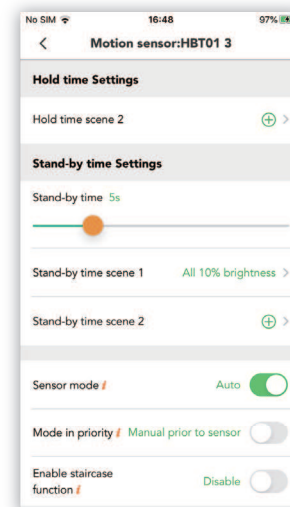 No SIM 16:48 97%
Motion sensor:HBT01 3
Hold time Settings
Hold time scene 2
Stand-by time Settings
Stand-by time 5s
Stand-by time scene 1 All 10% brightness
Stand-by time scene 2
Sensor mode i Auto
Mode in priority i Manual prior to sensor
Enable staircase
function i Disable